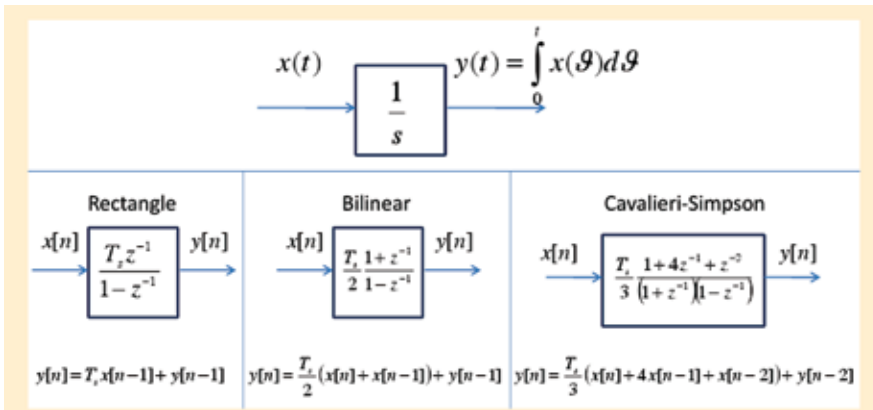 x(t)
1/s
y(t) = ∫₀ᵗ x(ϑ)dϑ
Rectangle
x[n]
Tₛz⁻¹ / (1 − z⁻¹)
y[n]
y[n]=Tₛx[n−1]+ y[n−1]
Bilinear
x[n]
Tₛ/2 (1+z⁻¹)/(1−z⁻¹)
y[n]
y[n]=Tₛ/2 (x[n]+x[n−1])+ y[n−1]
Cavalieri-Simpson
x[n]
Tₛ/3 (1+4z⁻¹+z⁻²)/((1+z⁻¹)(1−z⁻¹))
y[n]
y[n]=Tₛ/3 (x[n]+4x[n−1]+x[n−2])+ y[n−2]